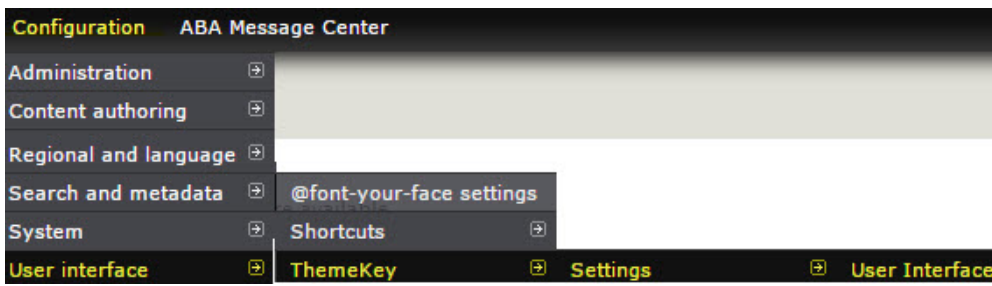 Configuration ABA Message Center
Administration
Content authoring
Regional and language
Search and metadata @font-your-face settings
System Shortcuts
User interface ThemeKey Settings User Interface